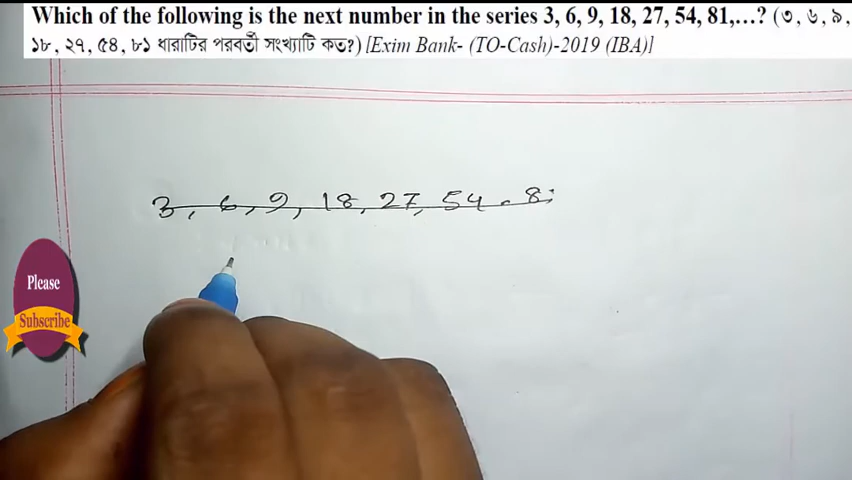 Which of the following is the next number in the series 3, 6, 9, 18, 27, 54, 81,...? (৩, ৬, ৯,
১৮, ২৭, ৫৪, ৮১ ধারাটির পরবর্তী সংখ্যাটি কত?) [Exim Bank- (TO-Cash)-2019 (IBA)]
3, 6, 9, 18, 27, 54, 81
Please
Subscribe